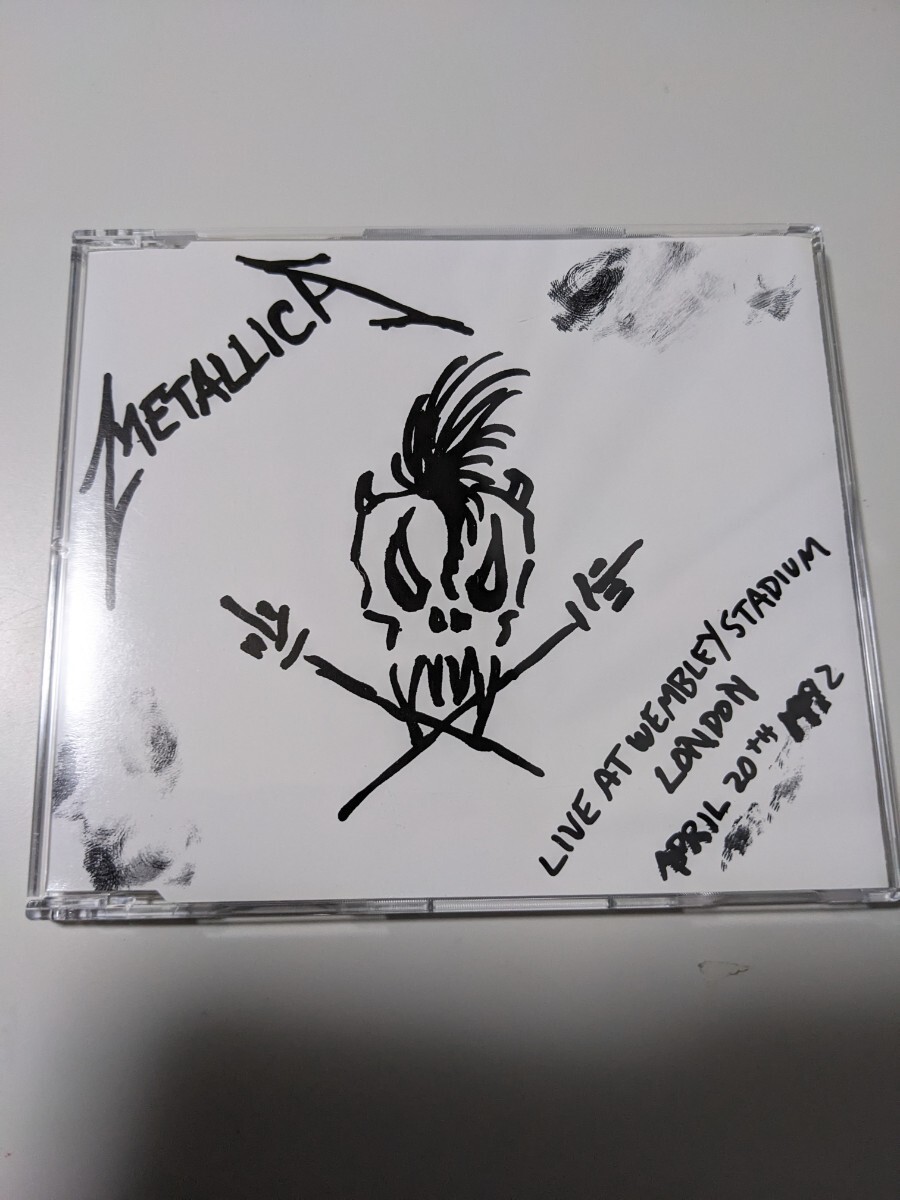 METALLICA
LIVE AT WEMBLEY STADIUM
LONDON
APRIL 20TH 1992